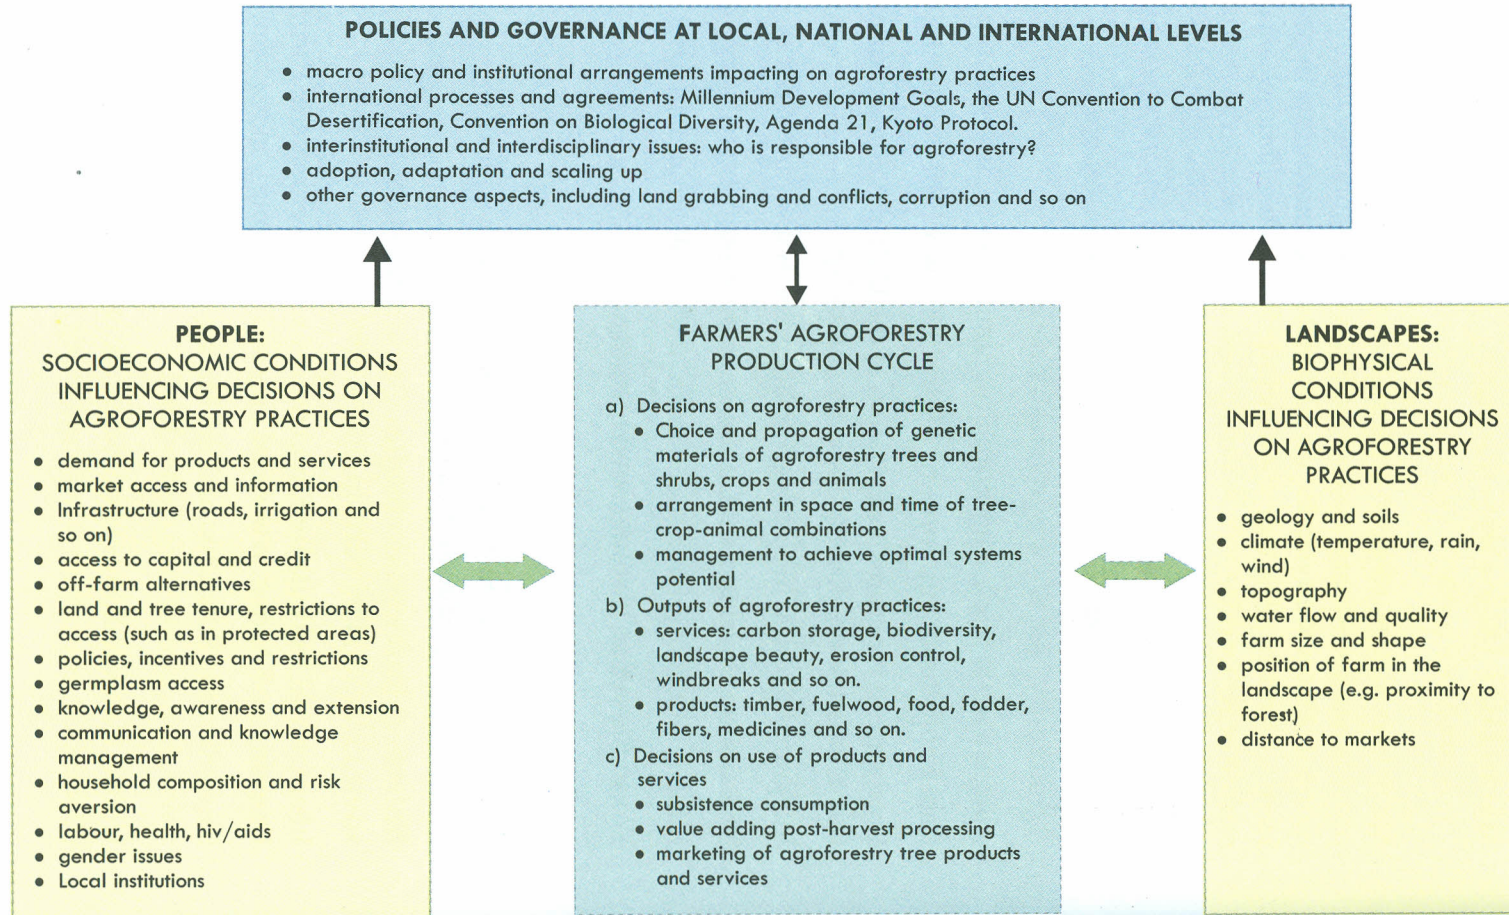 POLICIES AND GOVERNANCE AT LOCAL, NATIONAL AND INTERNATIONAL LEVELS
• macro policy and institutional arrangements impacting on agroforestry practices
• international processes and agreements: Millennium Development Goals, the UN Convention to Combat
Desertification, Convention on Biological Diversity, Agenda 21, Kyoto Protocol.
• interinstitutional and interdisciplinary issues: who is responsible for agroforestry?
• adoption, adaptation and scaling up
• other governance aspects, including land grabbing and conflicts, corruption and so on
PEOPLE:
SOCIOECONOMIC CONDITIONS
INFLUENCING DECISIONS ON
AGROFORESTRY PRACTICES
• demand for products and services
• market access and information
• Infrastructure (roads, irrigation and
so on)
• access to capital and credit
• off-farm alternatives
• land and tree tenure, restrictions to
access (such as in protected areas)
• policies, incentives and restrictions
• germplasm access
• knowledge, awareness and extension
• communication and knowledge
management
• household composition and risk
aversion
• labour, health, hiv/aids
• gender issues
• Local institutions
FARMERS' AGROFORESTRY
PRODUCTION CYCLE
a) Decisions on agroforestry practices:
• Choice and propagation of genetic
materials of agroforestry trees and
shrubs, crops and animals
• arrangement in space and time of tree-
crop-animal combinations
• management to achieve optimal systems
potential
b) Outputs of agroforestry practices:
• services: carbon storage, biodiversity,
landscape beauty, erosion control,
windbreaks and so on.
• products: timber, fuelwood, food, fodder,
fibers, medicines and so on.
c) Decisions on use of products and
services
• subsistence consumption
• value adding post-harvest processing
• marketing of agroforestry tree products
and services
LANDSCAPES:
BIOPHYSICAL
CONDITIONS
INFLUENCING DECISIONS
ON AGROFORESTRY
PRACTICES
• geology and soils
• climate (temperature, rain,
wind)
• topography
• water flow and quality
• farm size and shape
• position of farm in the
landscape (e.g. proximity to
forest)
• distance to markets